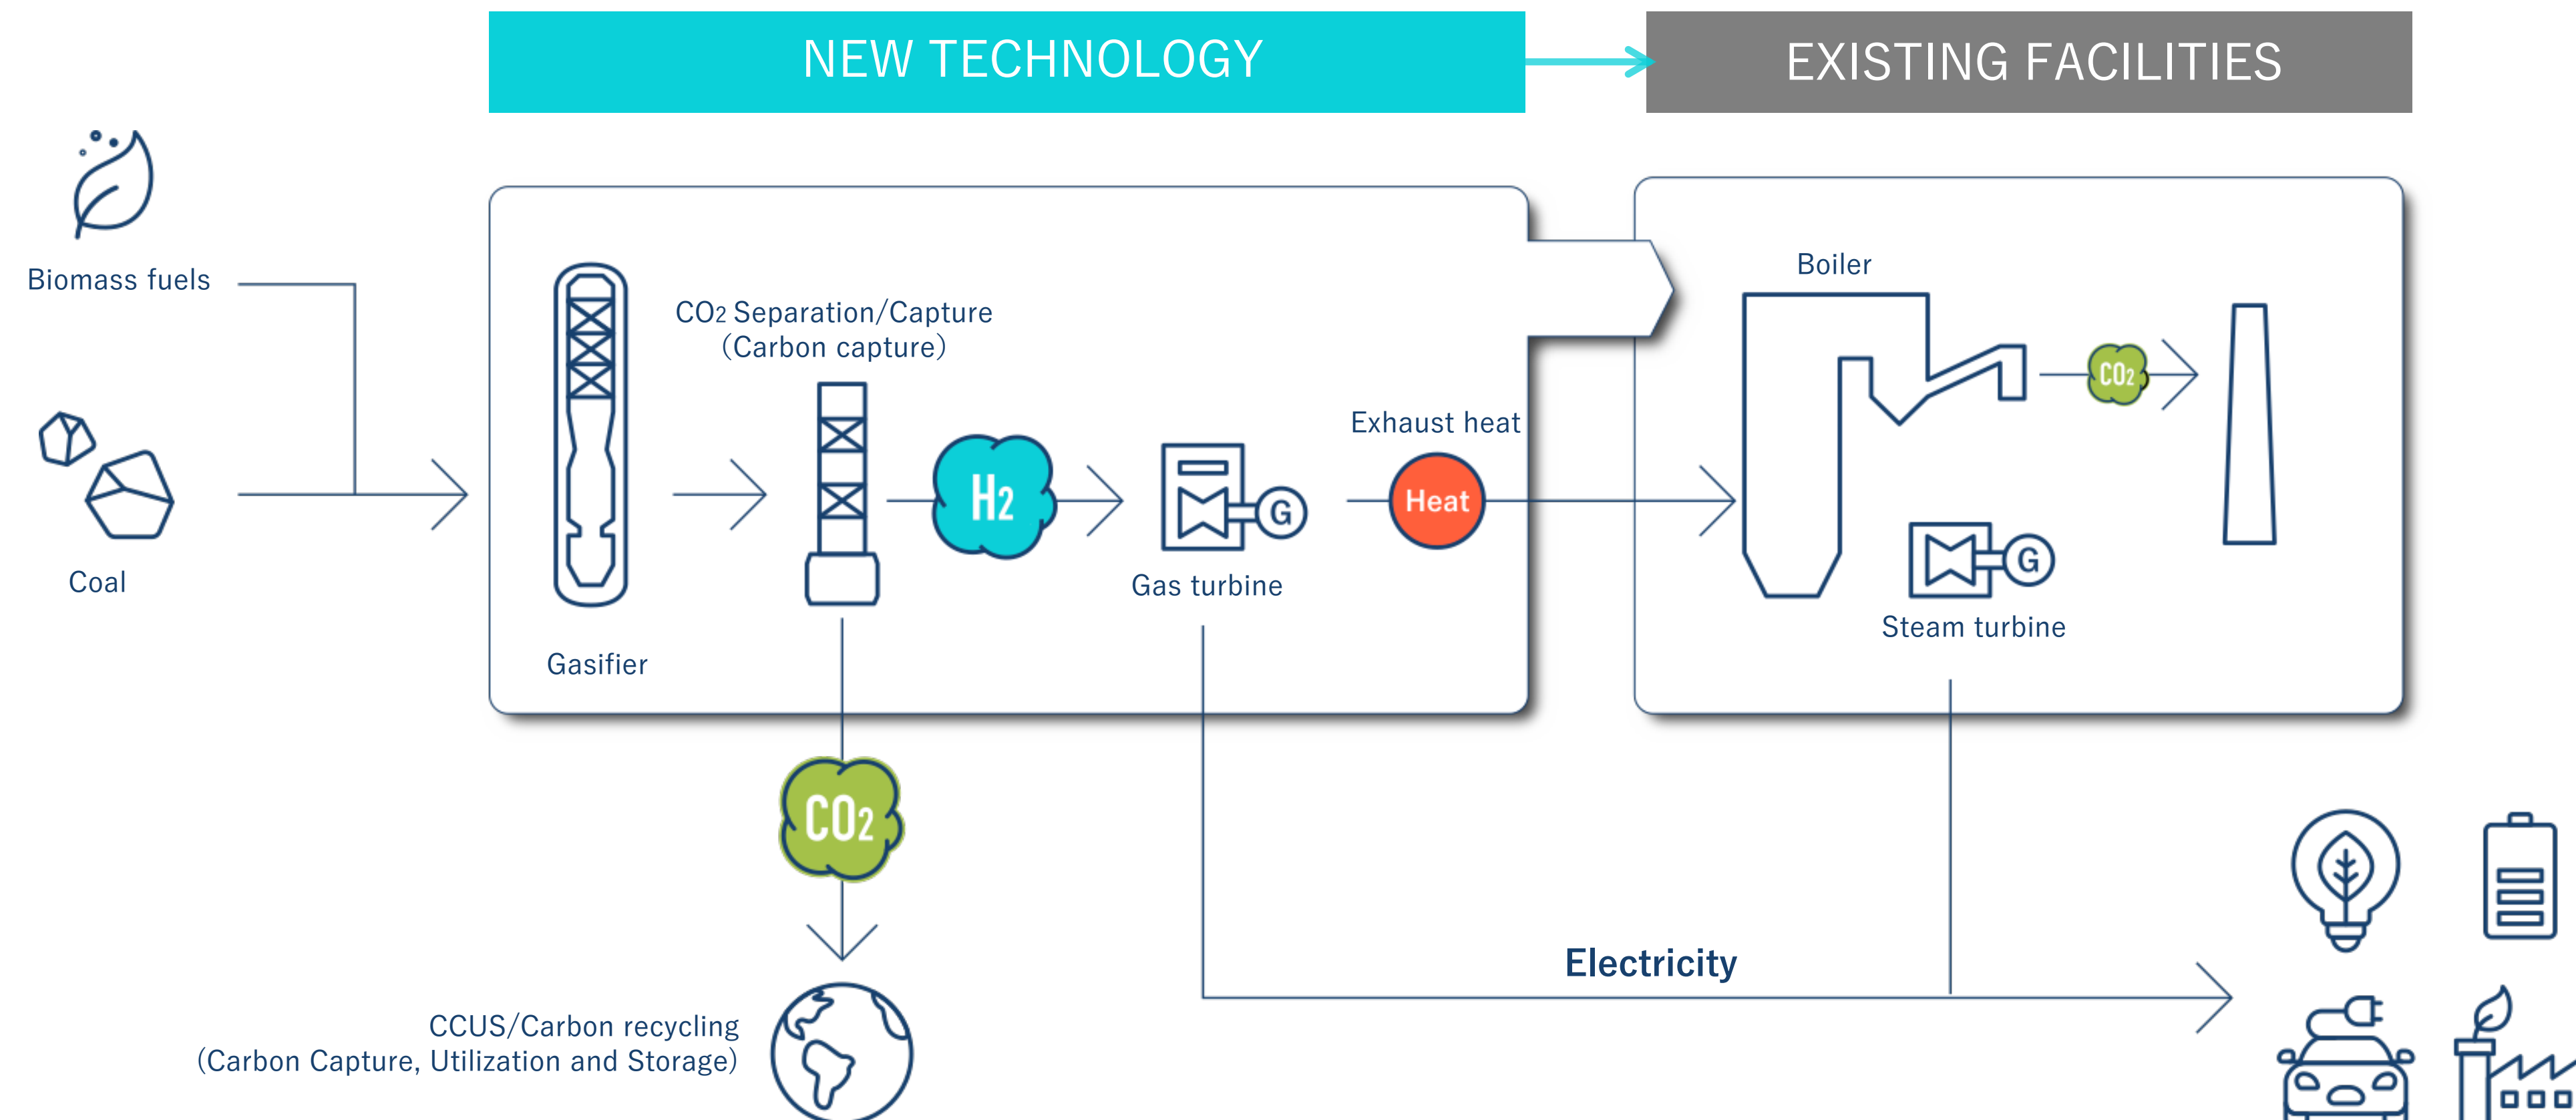 NEW TECHNOLOGY
EXISTING FACILITIES
Biomass fuels
Coal
Gasifier
CO2 Separation/Capture
(Carbon capture)
H2
G
Gas turbine
Exhaust heat
Heat
Boiler
CO2
G
Steam turbine
CO2
Electricity
CCUS/Carbon recycling
(Carbon Capture, Utilization and Storage)